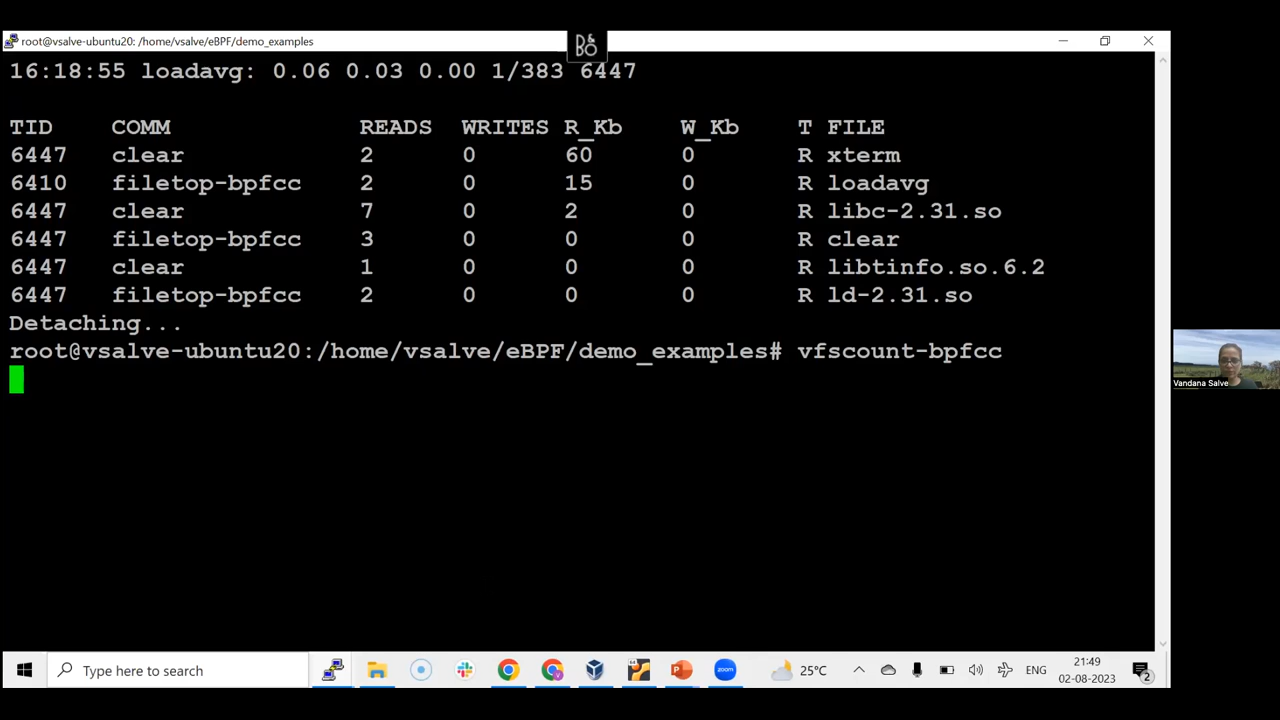 root@vsalve-ubuntu20: /home/vsalve/eBPF/demo_examples
16:18:55 loadavg: 0.06 0.03 0.00 1/383 6447
TID COMM READS WRITES R_Kb W_Kb T FILE
6447 clear 2 0 60 0 R xterm
6410 filetop-bpfcc 2 0 15 0 R loadavg
6447 clear 7 0 2 0 R libc-2.31.so
6447 filetop-bpfcc 3 0 0 0 R clear
6447 clear 1 0 0 0 R libtinfo.so.6.2
6447 filetop-bpfcc 2 0 0 0 R ld-2.31.so
Detaching...
root@vsalve-ubuntu20:/home/vsalve/eBPF/demo_examples# vfscount-bpfcc
Vandana Salve
Type here to search
zoom
25°C
ENG
21:49
02-08-2023
2